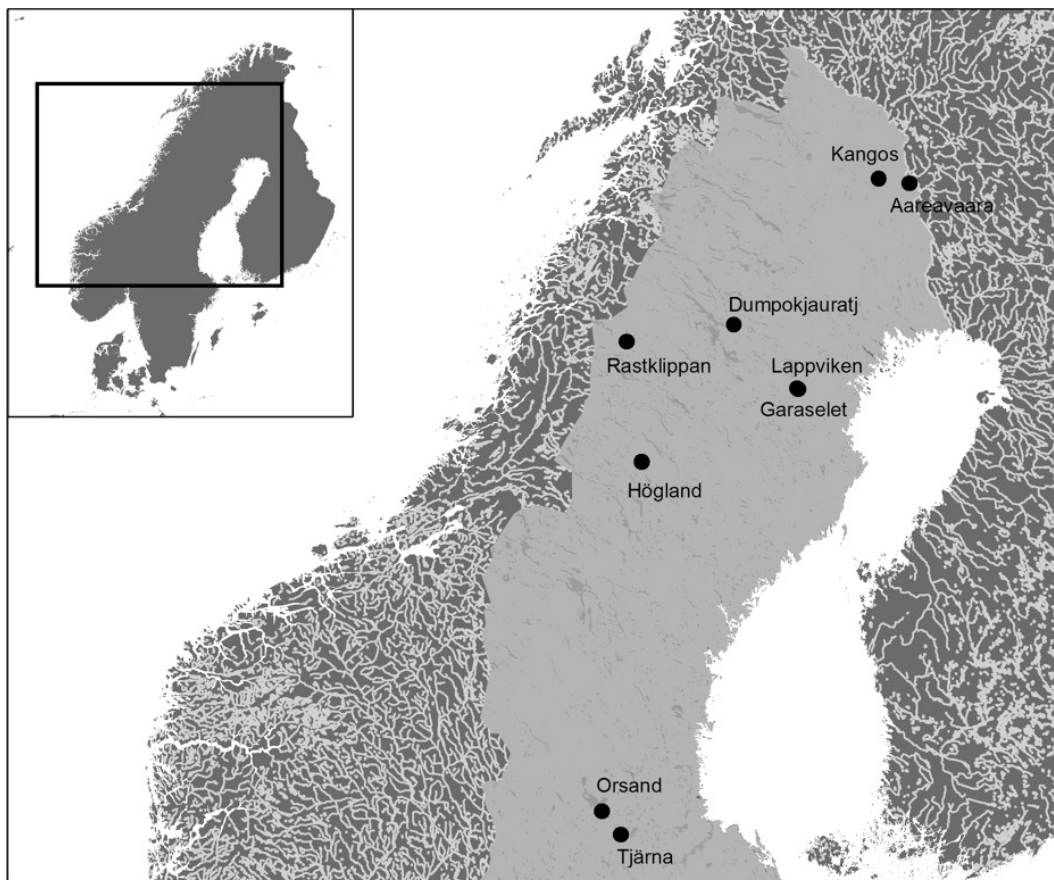 Kangos
Aareavaara
Dumpokjauratj
Rastklippan
Lappviken
Garaselet
Högland
Orsand
Tjärna